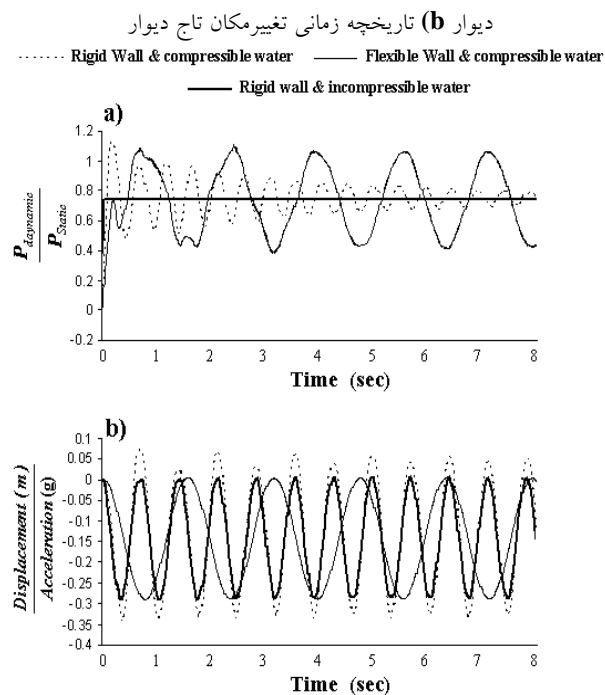 دیوار b) تاریخچه زمانی تغییرمکان تاج دیوار
Rigid Wall & compressible water
Flexible Wall & compressible water
Rigid wall & incompressible water
a)
P daynamic
P Static
1.2
1
0.8
0.6
0.4
0.2
0
-0.2
0 1 2 3 4 5 6 7 8
Time (sec)
b)
Displacement (m)
Acceleration (g)
0.1
0.05
0
-0.05
-0.1
-0.15
-0.2
-0.25
-0.3
-0.35
-0.4
0 1 2 3 4 5 6 7 8
Time (sec)